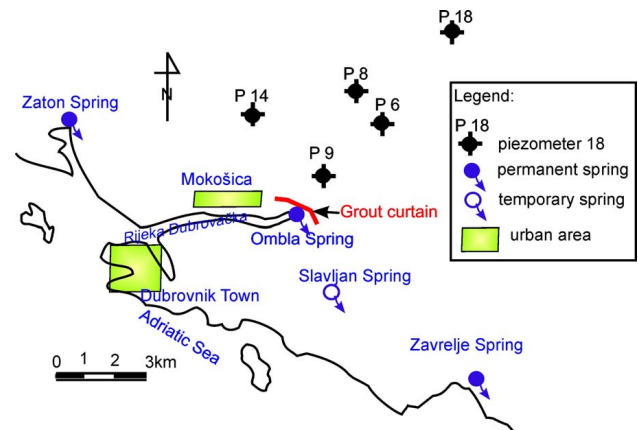 P 18
Zaton Spring
P 8
P 14
P 6
N
P 9
Mokošica
Grout curtain
Rijeka Dubrovačka
Ombla Spring
Slavljan Spring
Dubrovnik Town
Adriatic Sea
Zavrelje Spring
0 1 2 3km
Legend:
P 18
piezometer 18
permanent spring
temporary spring
urban area